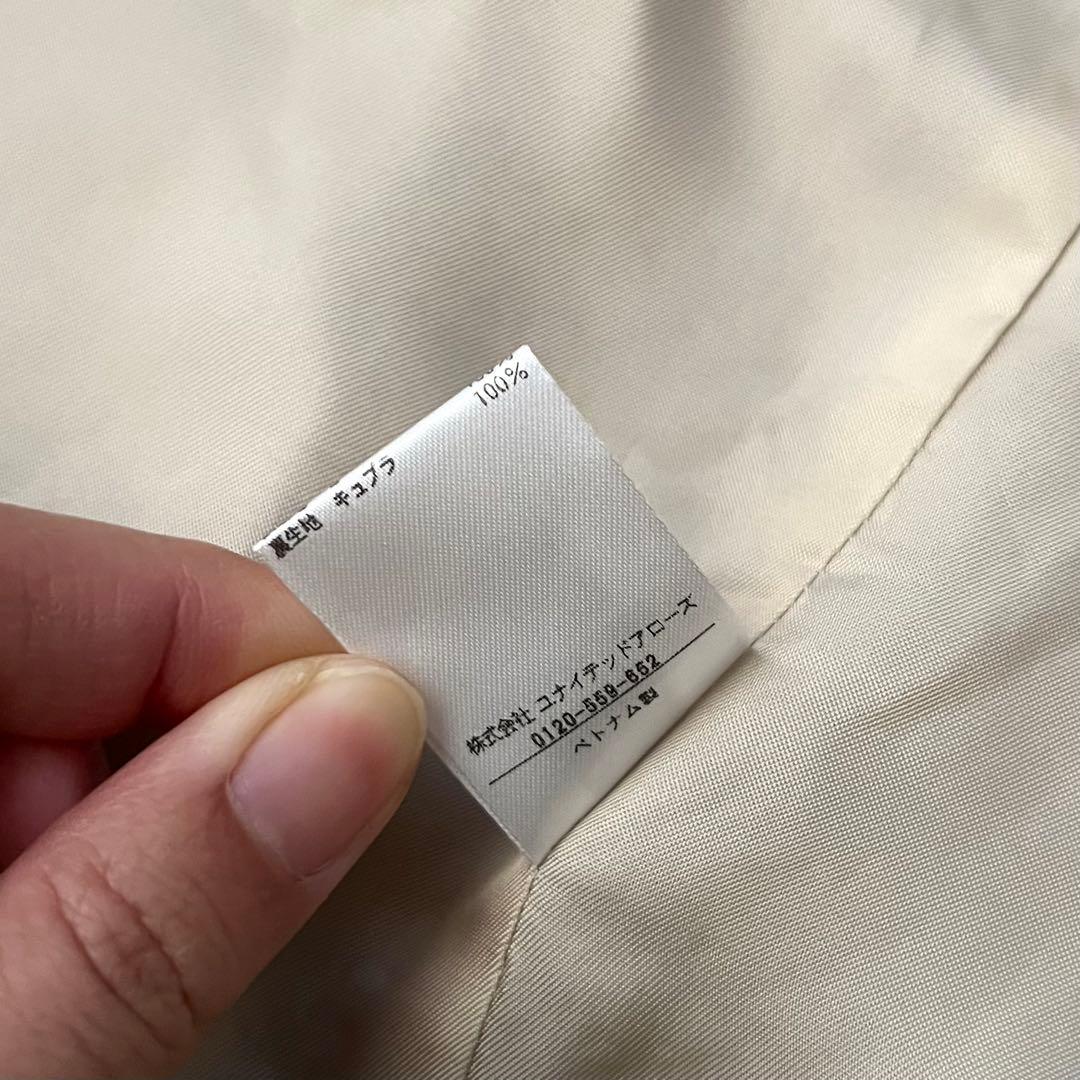 裏生地 キュプラ 100%
株式会社 ユナイテッドアローズ
0120-559-652
ベトナム製